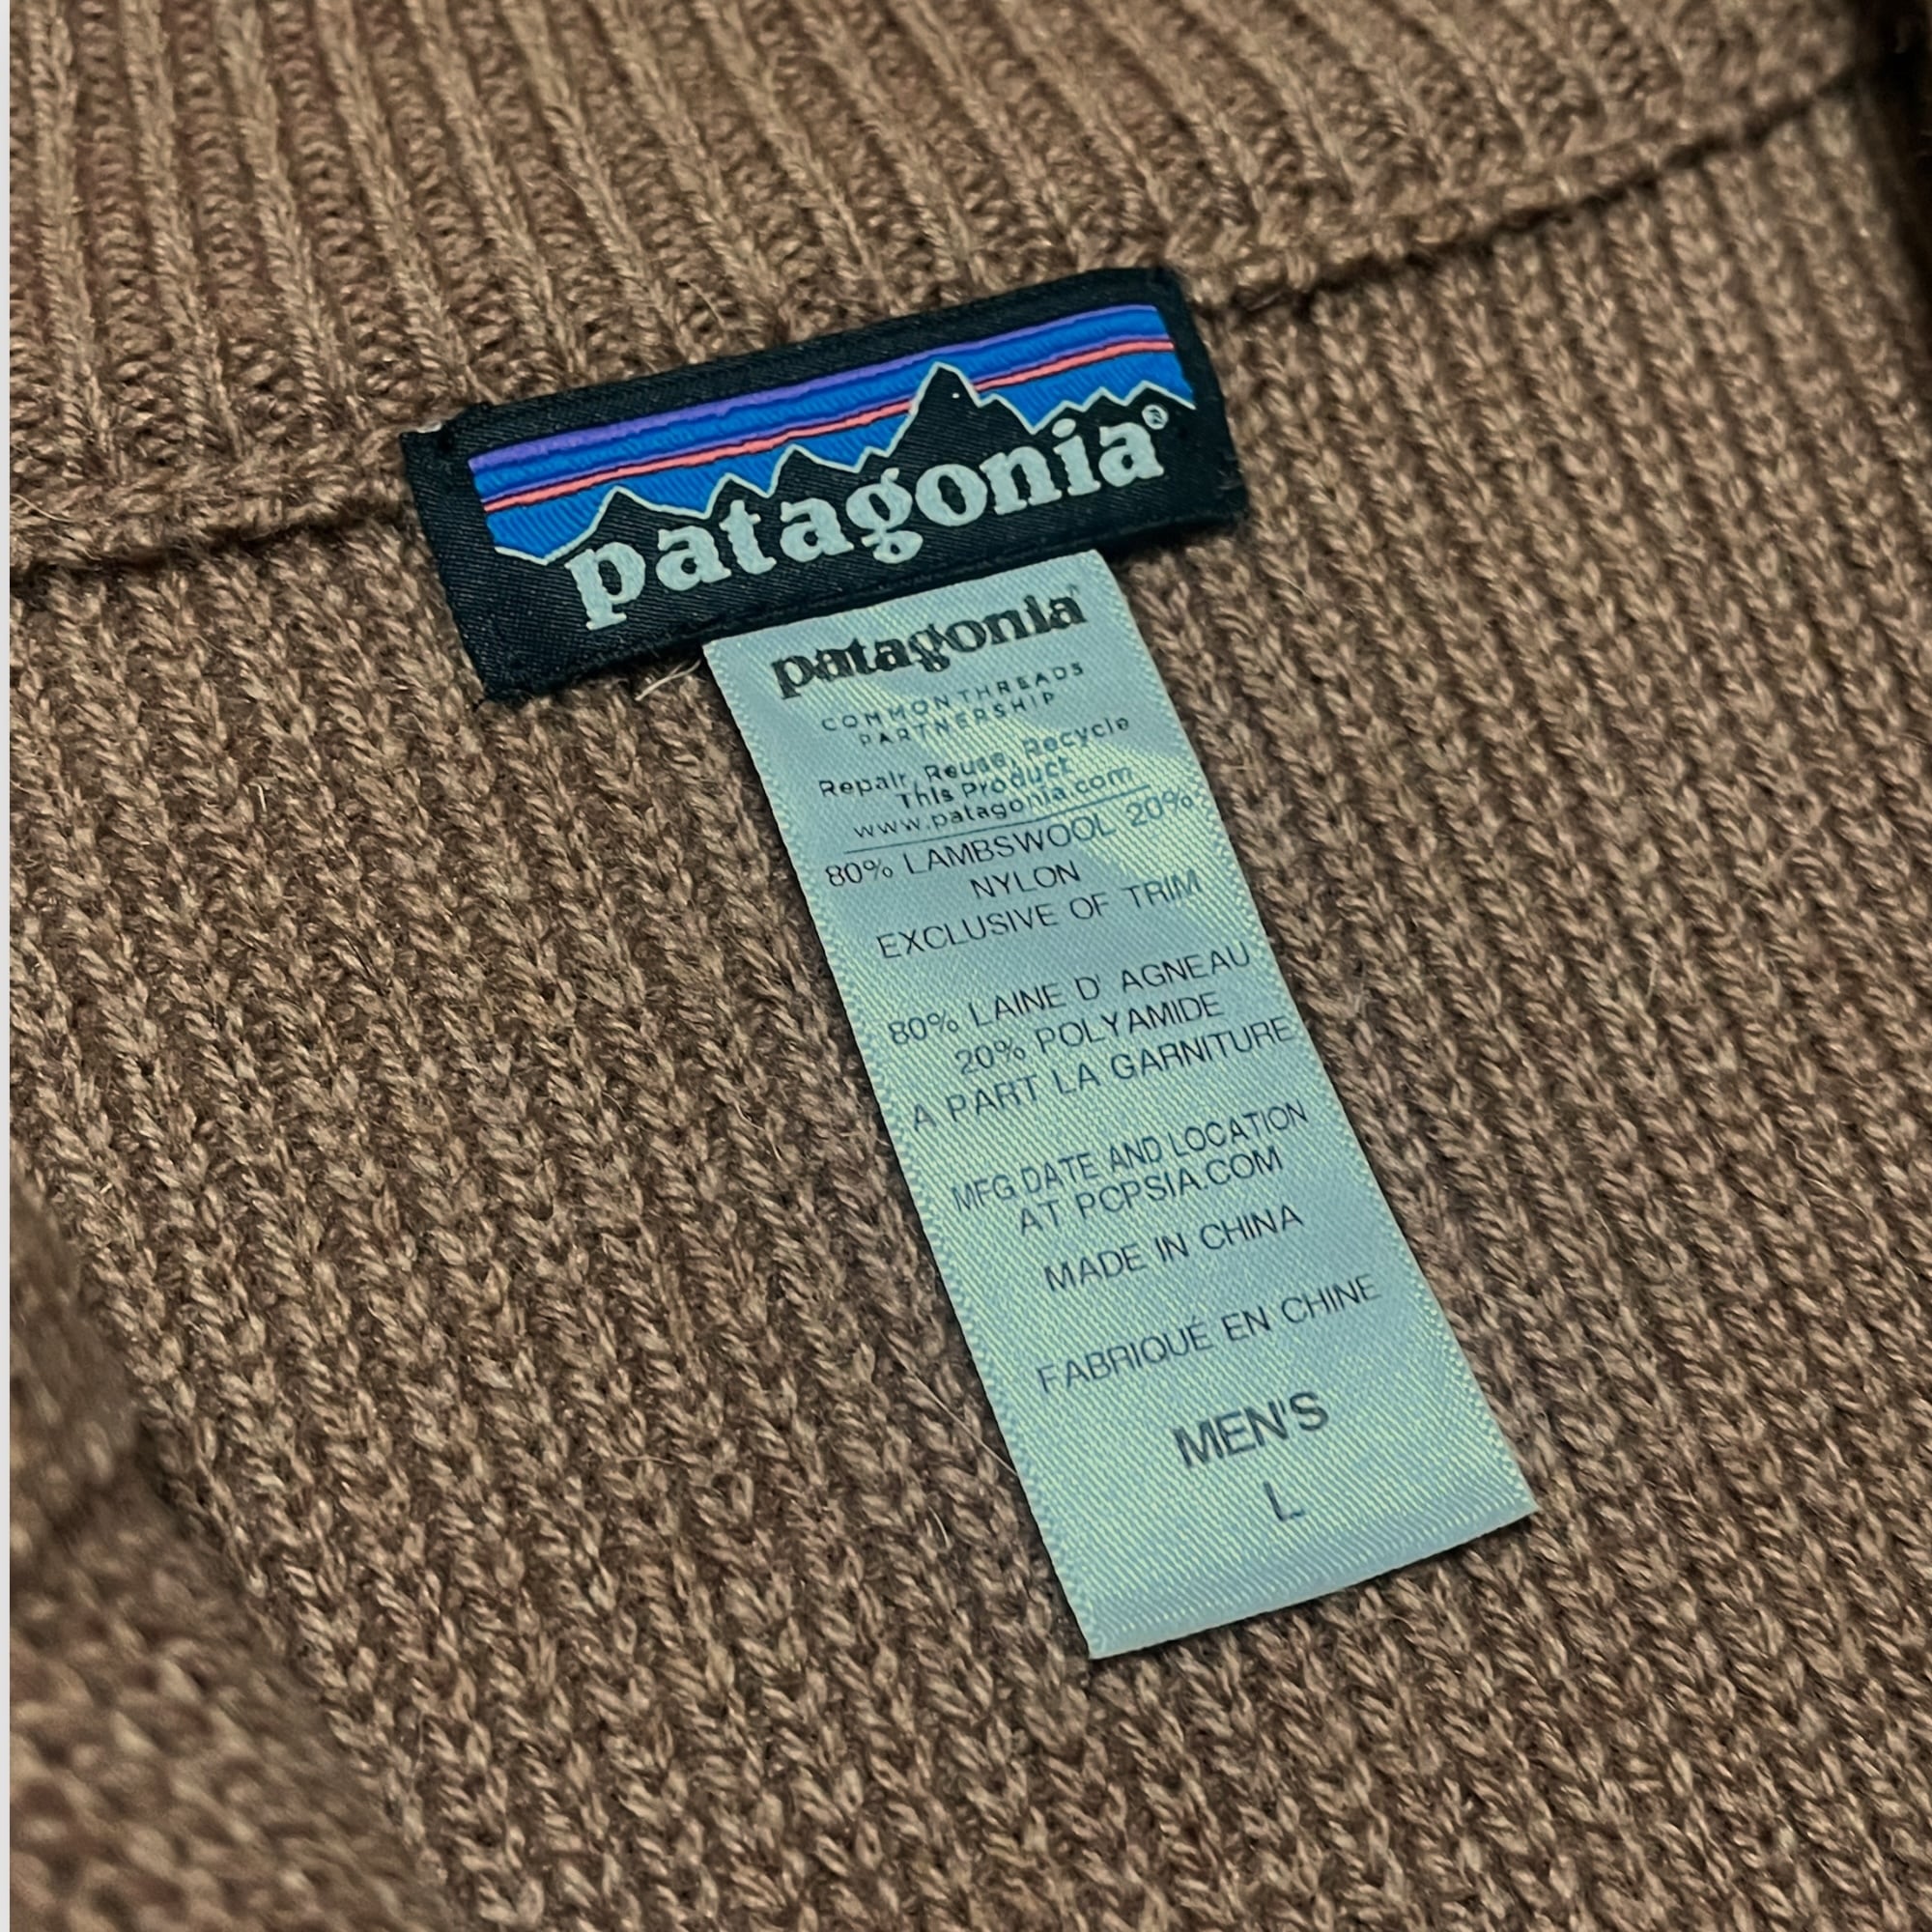 patagonia®
patagonia
COMMON THREADS
PARTNERSHIP
Repair, Reuse, Recycle
This Product
www.patagonia.com
80% LAMBSWOOL 20%
NYLON
EXCLUSIVE OF TRIM
80% LAINE D' AGNEAU
20% POLYAMIDE
A PART LA GARNITURE
MFG DATE AND LOCATION
AT PCPSIA.COM
MADE IN CHINA
FABRIQUÉ EN CHINE
MEN'S
L